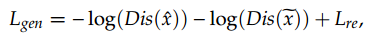 L_gen = −log(Dis(x̂)) − log(Dis(x̃)) + L_re,